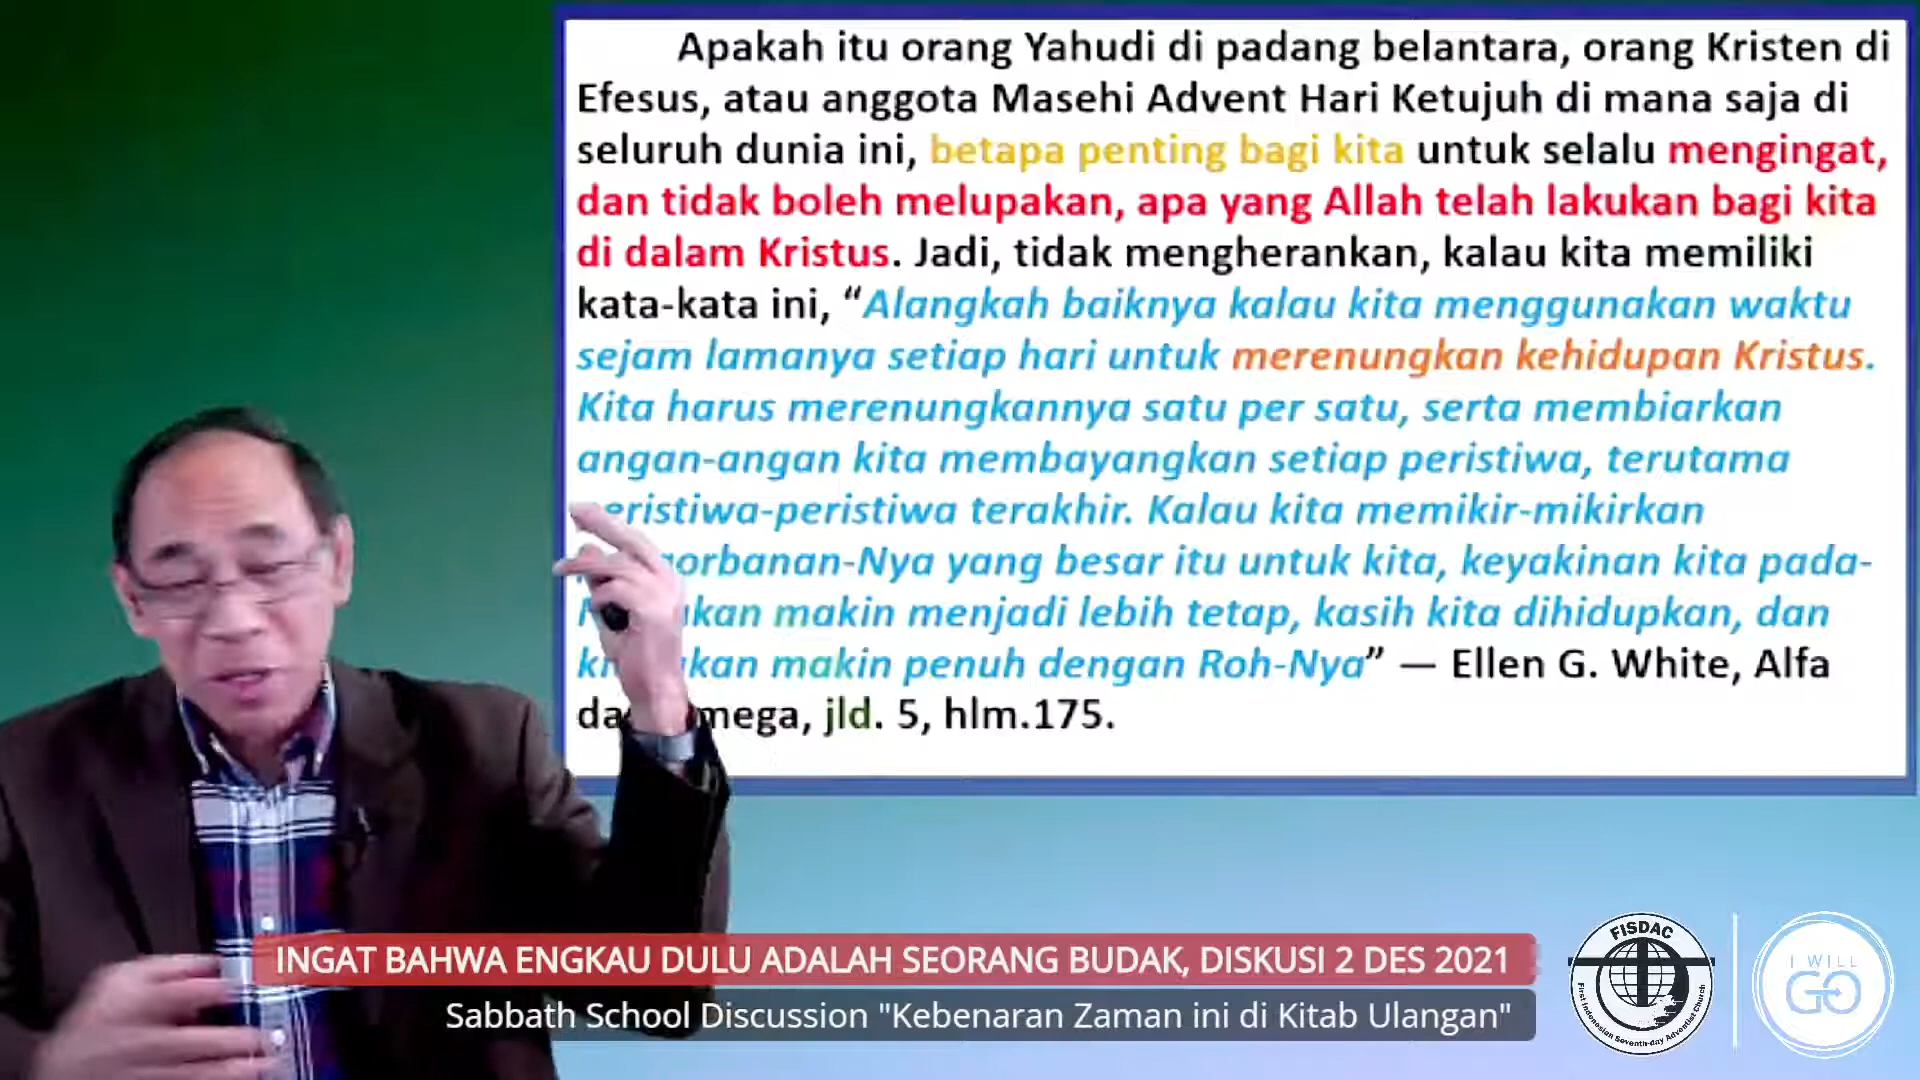 Apakah itu orang Yahudi di padang belantara, orang Kristen di
Efesus, atau anggota Masehi Advent Hari Ketujuh di mana saja di
seluruh dunia ini, betapa penting bagi kita untuk selalu mengingat,
dan tidak boleh melupakan, apa yang Allah telah lakukan bagi kita
di dalam Kristus. Jadi, tidak mengherankan, kalau kita memiliki
kata-kata ini, “Alangkah baiknya kalau kita menggunakan waktu
sejam lamanya setiap hari untuk merenungkan kehidupan Kristus.
Kita harus merenungkannya satu per satu, serta membiarkan
angan-angan kita membayangkan setiap peristiwa, terutama
eristiwa-peristiwa terakhir. Kalau kita memikir-mikirkan
orbanan-Nya yang besar itu untuk kita, keyakinan kita pada-
kan makin menjadi lebih tetap, kasih kita dihidupkan, dan
kan makin penuh dengan Roh-Nya” — Ellen G. White, Alfa
da mega, jld. 5, hlm.175.
INGAT BAHWA ENGKAU DULU ADALAH SEORANG BUDAK, DISKUSI 2 DES 2021
Sabbath School Discussion "Kebenaran Zaman ini di Kitab Ulangan"
FISDAC
First Indonesian Seventh-day Adventist Church
I WILL
GO